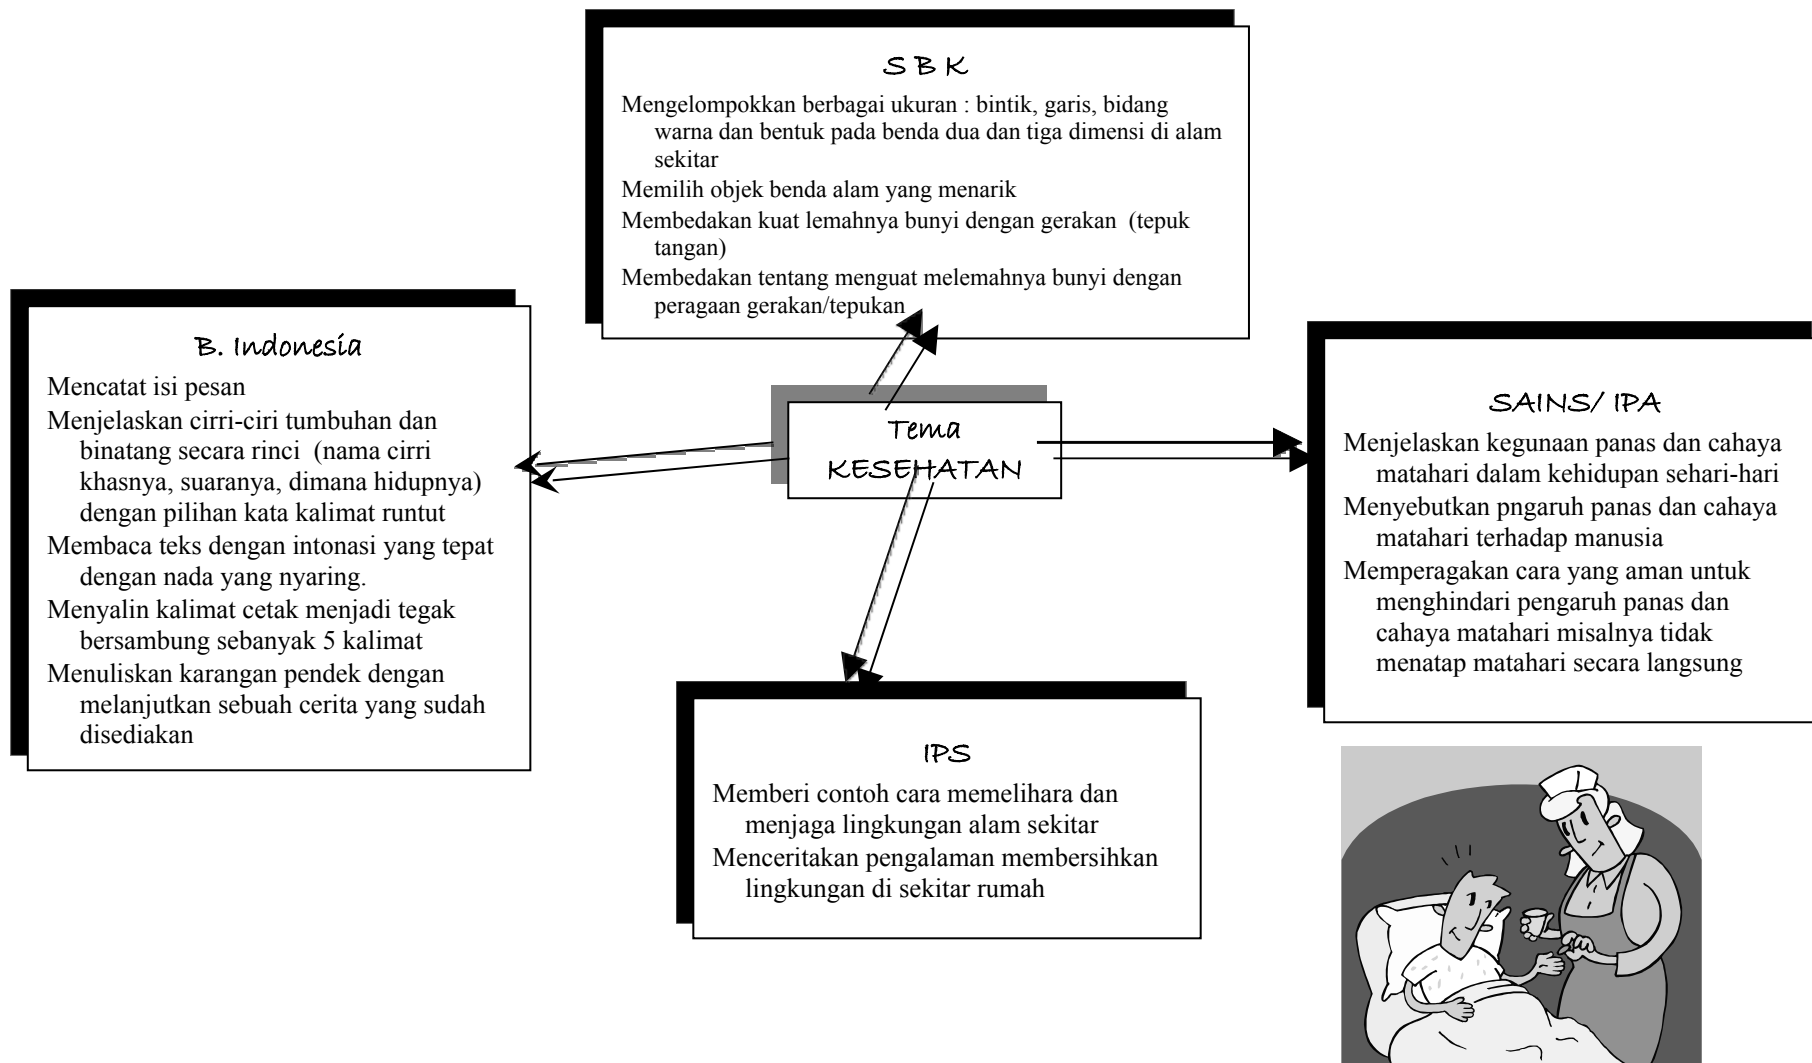 S B K
Mengelompokkan berbagai ukuran : bintik, garis, bidang
warna dan bentuk pada benda dua dan tiga dimensi di alam
sekitar
Memilih objek benda alam yang menarik
Membedakan kuat lemahnya bunyi dengan gerakan (tepuk
tangan)
Membedakan tentang menguat melemahnya bunyi dengan
peragaan gerakan/tepukan
B. Indonesia
Mencatat isi pesan
Menjelaskan cirri-ciri tumbuhan dan
binatang secara rinci (nama cirri
khasnya, suaranya, dimana hidupnya)
dengan pilihan kata kalimat runtut
Membaca teks dengan intonasi yang tepat
dengan nada yang nyaring.
Menyalin kalimat cetak menjadi tegak
bersambung sebanyak 5 kalimat
Menuliskan karangan pendek dengan
melanjutkan sebuah cerita yang sudah
disediakan
Tema
KESEHATAN
SAINS/ IPA
Menjelaskan kegunaan panas dan cahaya
matahari dalam kehidupan sehari-hari
Menyebutkan pngaruh panas dan cahaya
matahari terhadap manusia
Memperagakan cara yang aman untuk
menghindari pengaruh panas dan
cahaya matahari misalnya tidak
menatap matahari secara langsung
IPS
Memberi contoh cara memelihara dan
menjaga lingkungan alam sekitar
Menceritakan pengalaman membersihkan
lingkungan di sekitar rumah